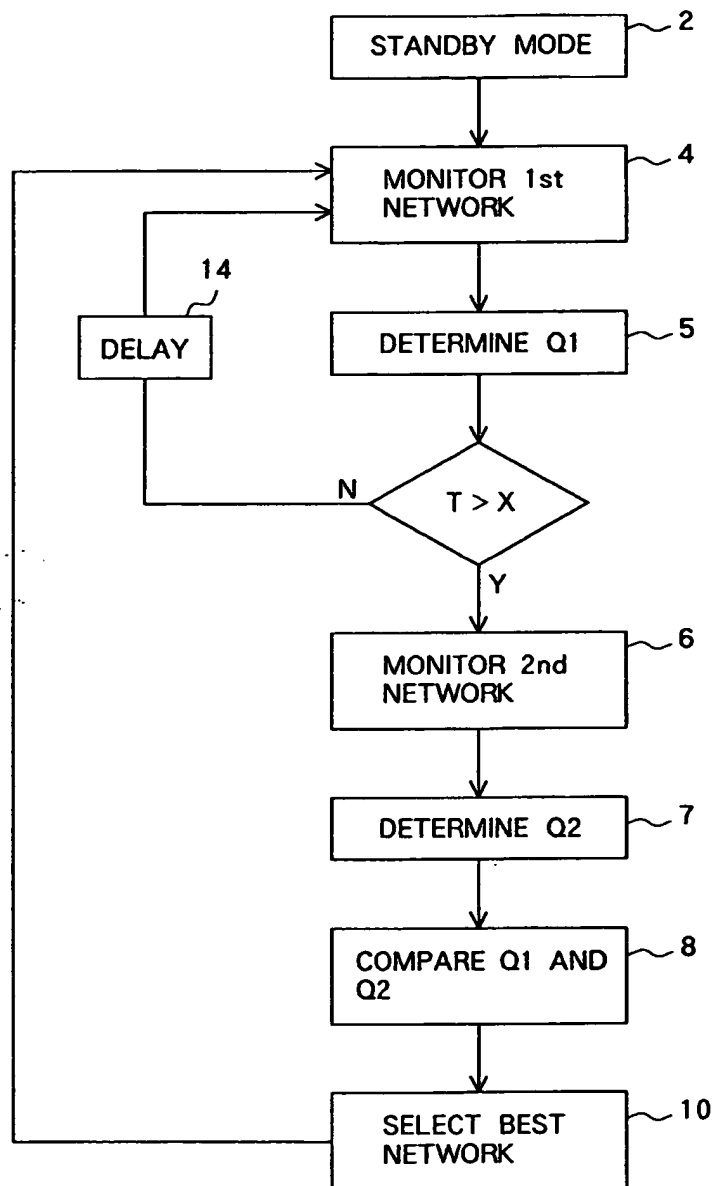 STANDBY MODE
2
MONITOR 1st
NETWORK
4
14
DELAY
DETERMINE Q1
5
N
T > X
Y
MONITOR 2nd
NETWORK
6
DETERMINE Q2
7
COMPARE Q1 AND
Q2
8
SELECT BEST
NETWORK
10